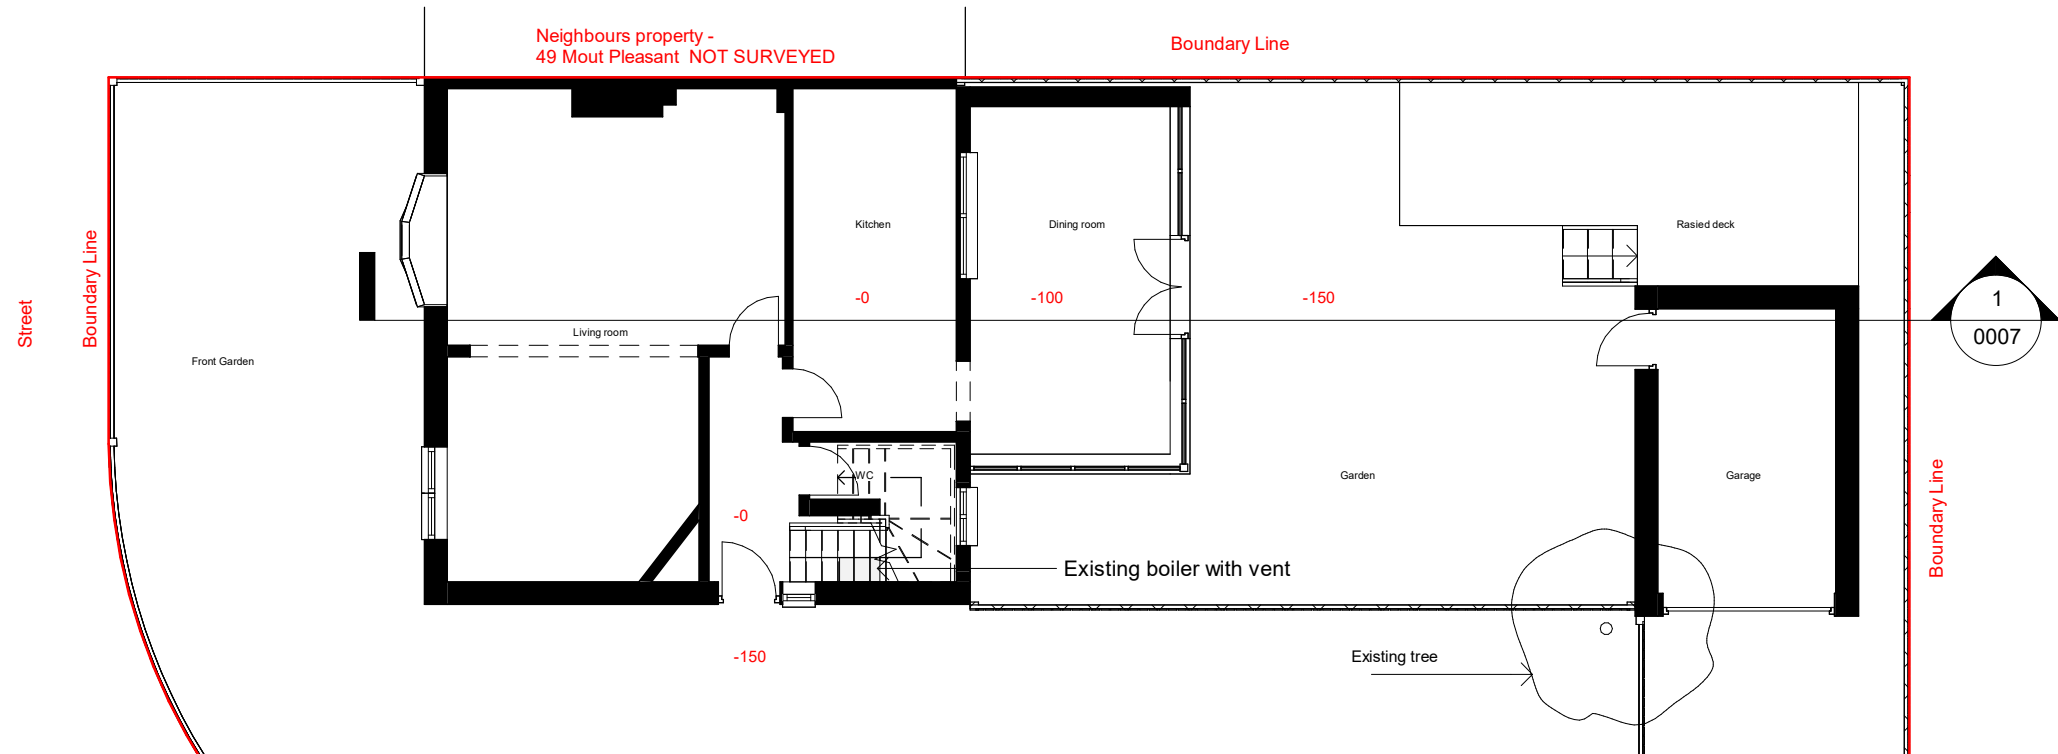 Neighbours property -
49 Mout Pleasant NOT SURVEYED
Boundary Line
Street
Boundary Line
Front Garden
Living room
Kitchen
-0
Dining room
-100
-150
Rasied deck
1
0007
WC
-0
Garden
Garage
Boundary Line
Existing boiler with vent
-150
Existing tree